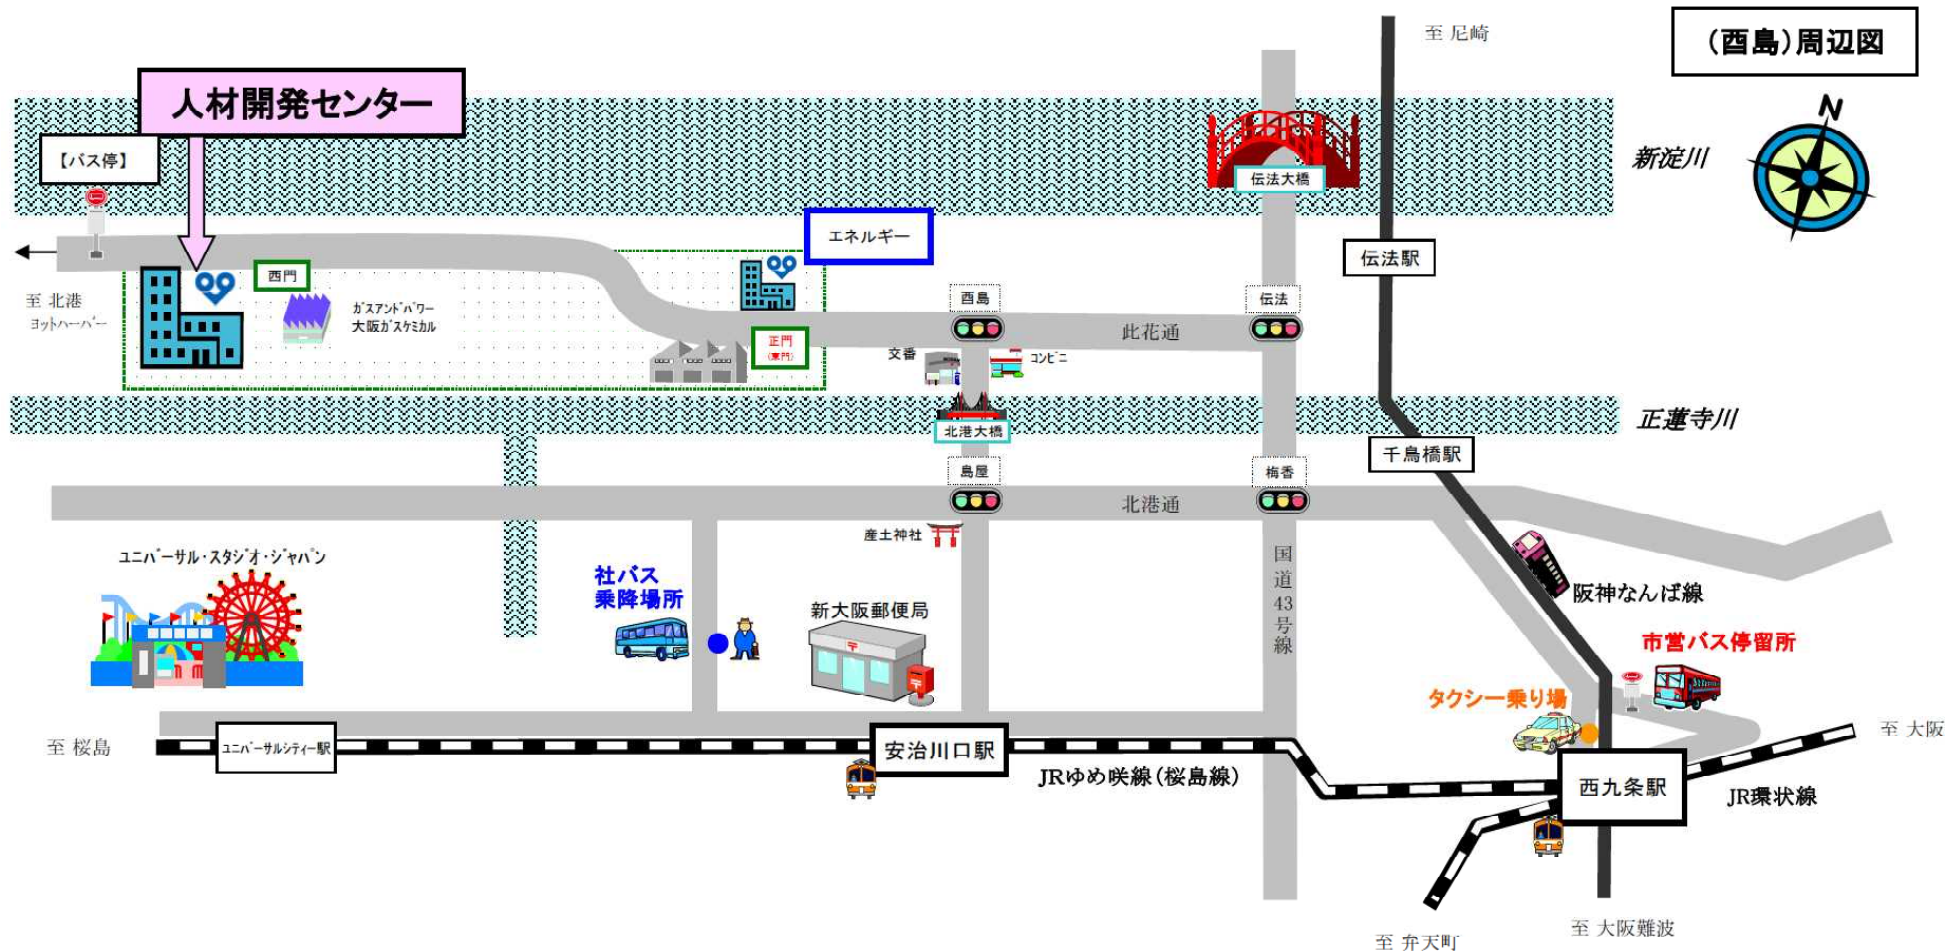 至 尼崎
（酉島）周辺図
人材開発センター
【バス停】
N
新淀川
伝法大橋
エネルギー
伝法駅
西門
至 北港
ヨットハーバー
ガスアンドパワー
大阪ガスケミカル
酉島
伝法
此花通
正門
（東門）
交番
コンビニ
正蓮寺川
北港大橋
千鳥橋駅
島屋
梅香
北港通
産土神社
国道43号線
ユニバーサル・スタジオ・ジャパン
社バス
乗降場所
新大阪郵便局
〒
〒
阪神なんば線
市営バス停留所
タクシー乗り場
至 桜島
ユニバーサルシティー駅
安治川口駅
JRゆめ咲線（桜島線）
至 大阪
西九条駅
JR環状線
至 大阪難波
至 弁天町